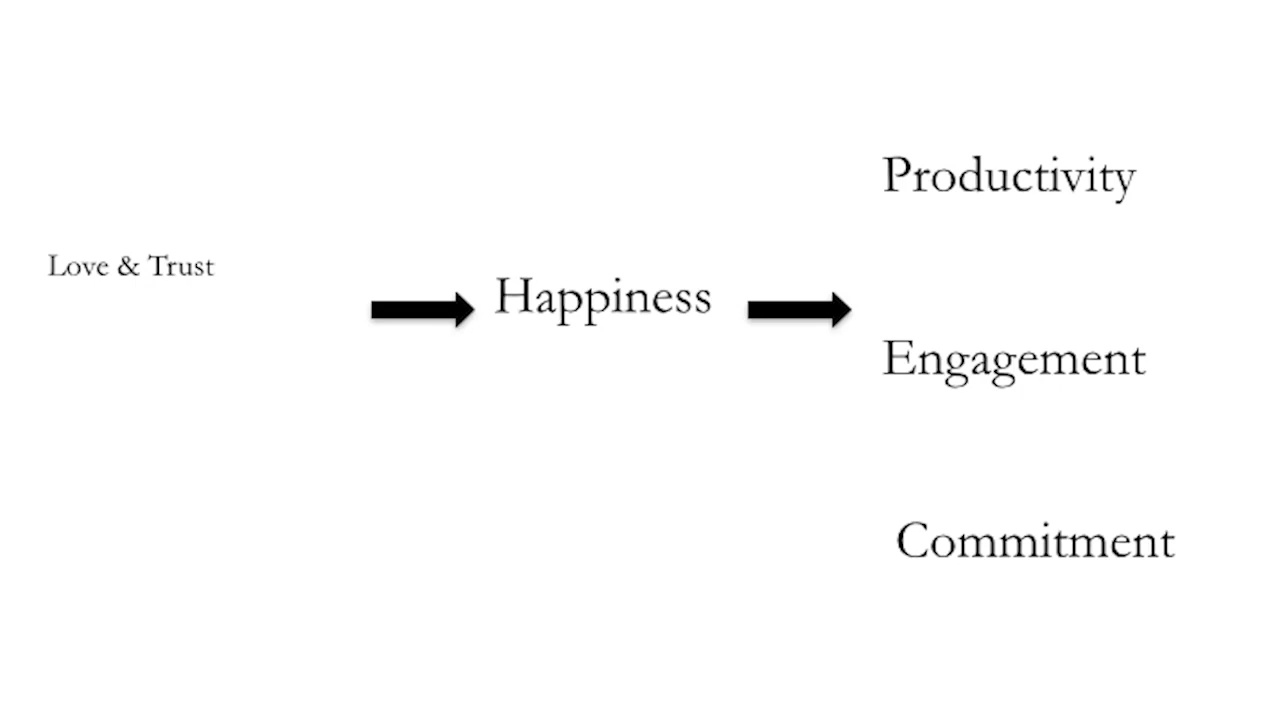 Love & Trust
Happiness
Productivity
Engagement
Commitment